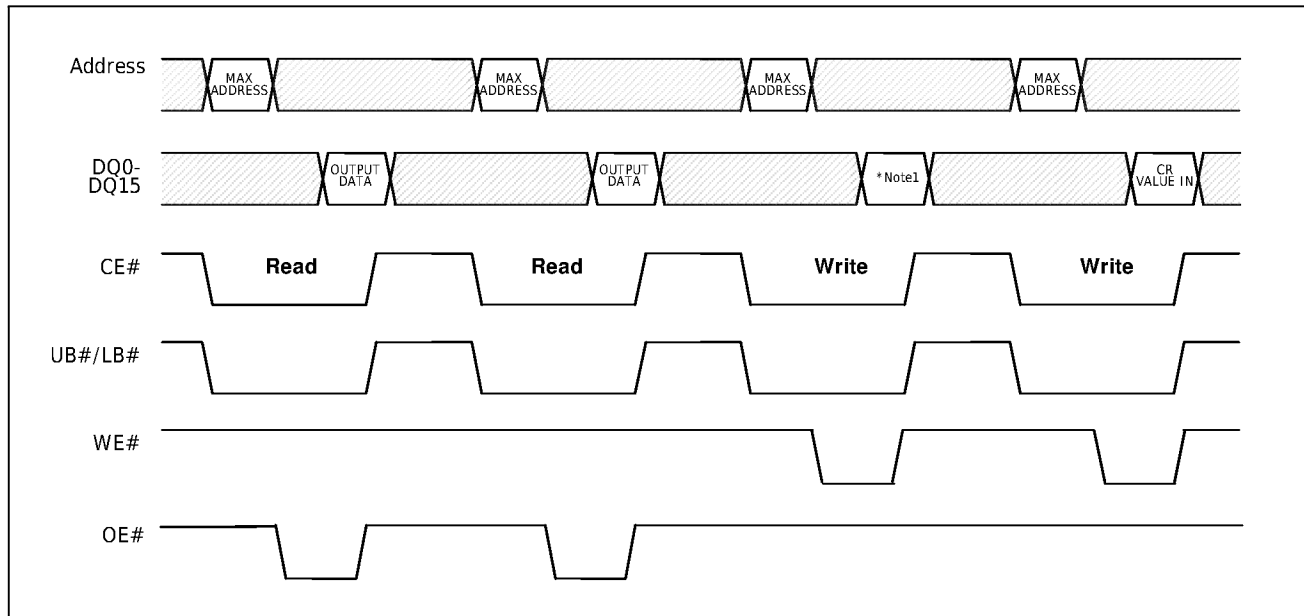 Address
MAX
ADDRESS
MAX
ADDRESS
MAX
ADDRESS
MAX
ADDRESS
DQ0-
DQ15
OUTPUT
DATA
OUTPUT
DATA
*Note1
CR
VALUE IN
CE#
Read
Read
Write
Write
UB#/LB#
WE#
OE#